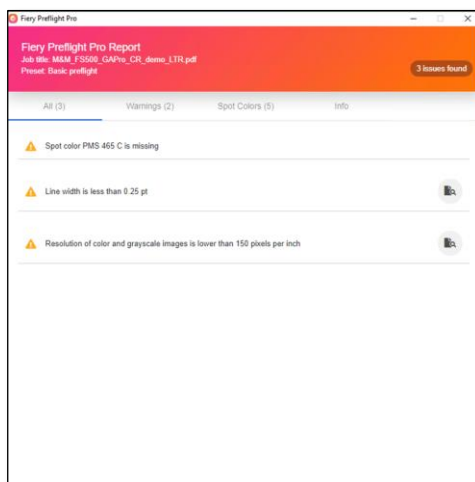 Fiery Preflight Pro
Fiery Preflight Pro Report
Job title: M&M_FS500_GAPro_CR_demo_LTR.pdf
Preset: Basic preflight
3 issues found
All (3) Warnings (2) Spot Colors (5) Info
Spot color PMS 465 C is missing
Line width is less than 0.25 pt
Resolution of color and grayscale images is lower than 150 pixels per inch